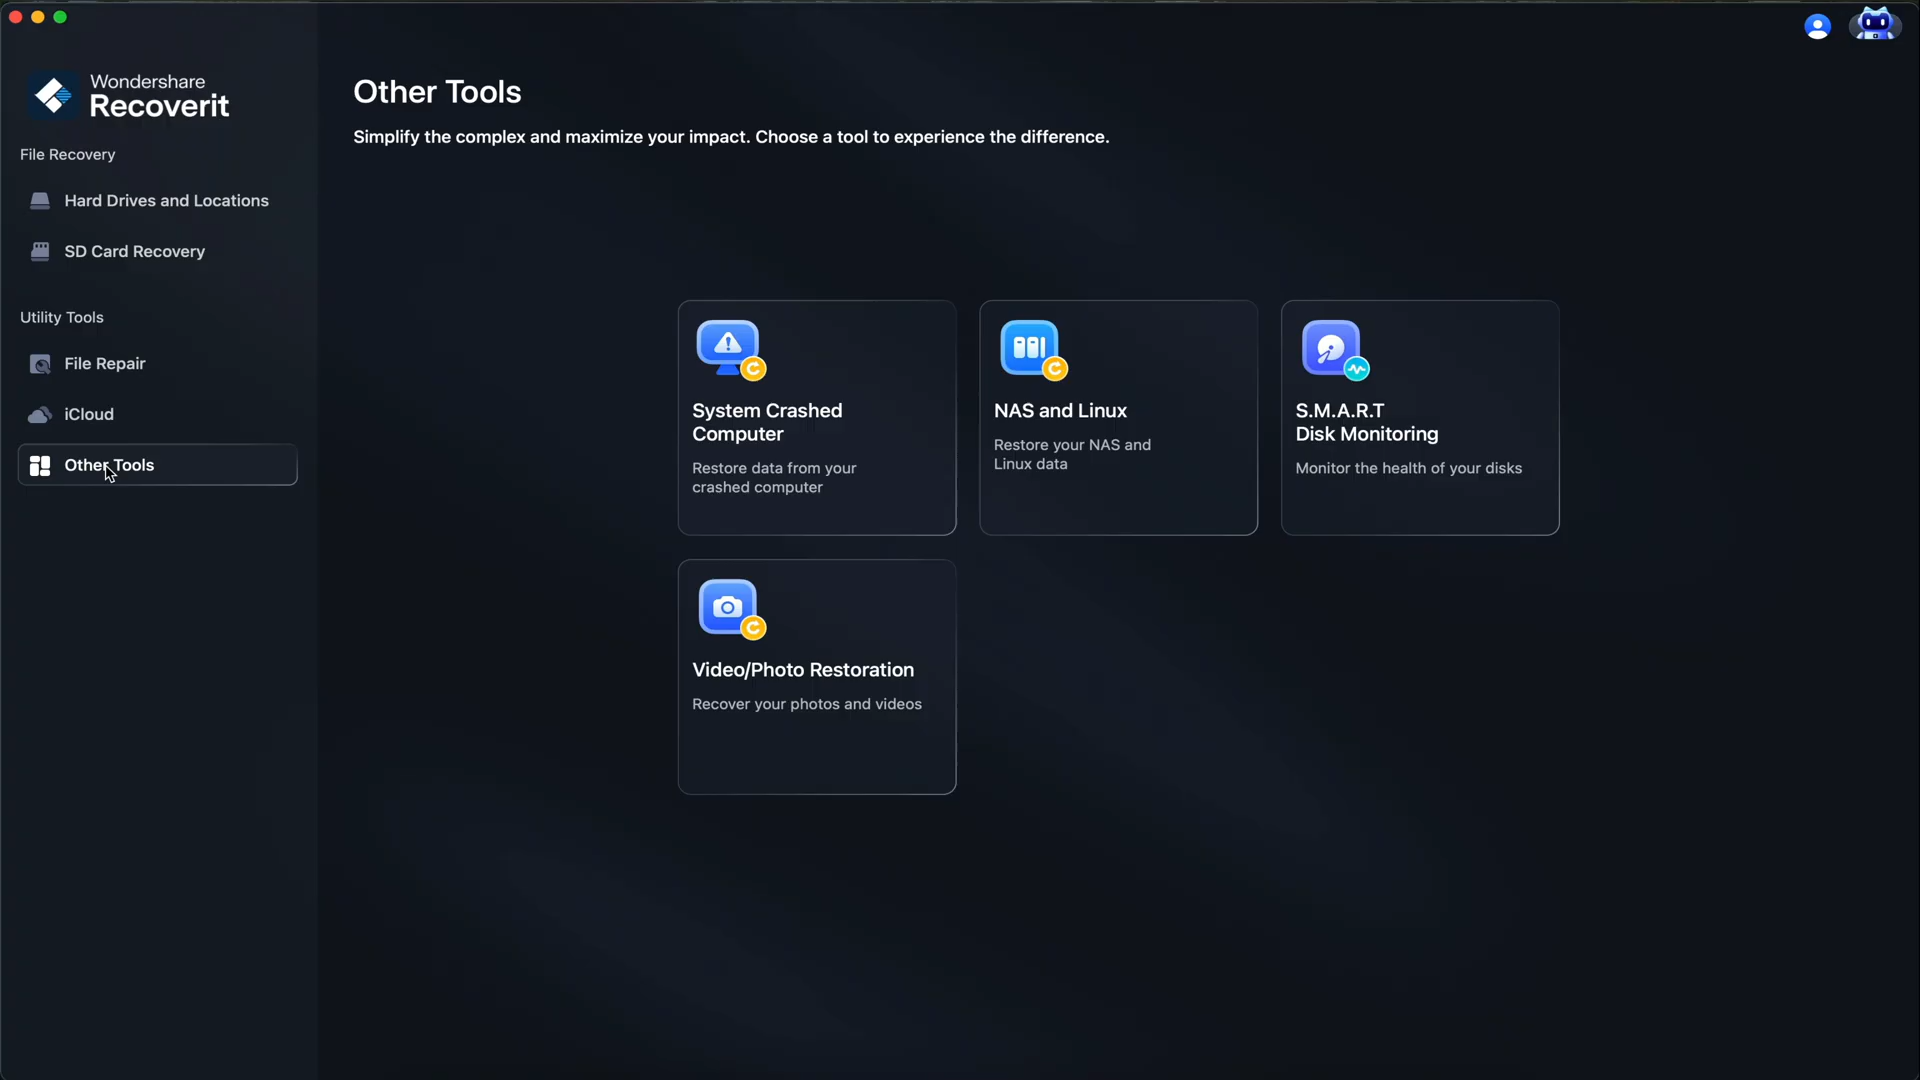 Wondershare
Recoverit
File Recovery
Hard Drives and Locations
SD Card Recovery
Utility Tools
File Repair
iCloud
Other Tools
Other Tools
Simplify the complex and maximize your impact. Choose a tool to experience the difference.
System Crashed
Computer
Restore data from your
crashed computer
NAS and Linux
Restore your NAS and
Linux data
S.M.A.R.T
Disk Monitoring
Monitor the health of your disks
Video/Photo Restoration
Recover your photos and videos